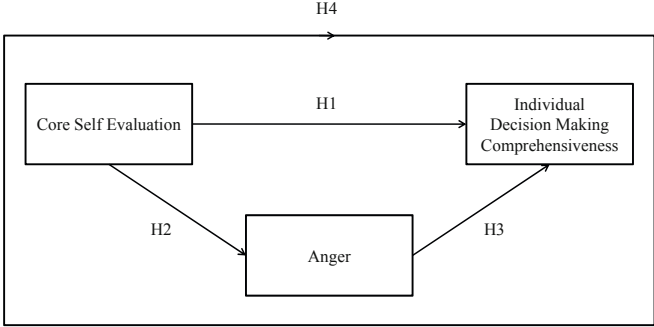 H4
H1
Core Self Evaluation
Individual
Decision Making
Comprehensiveness
H2
H3
Anger